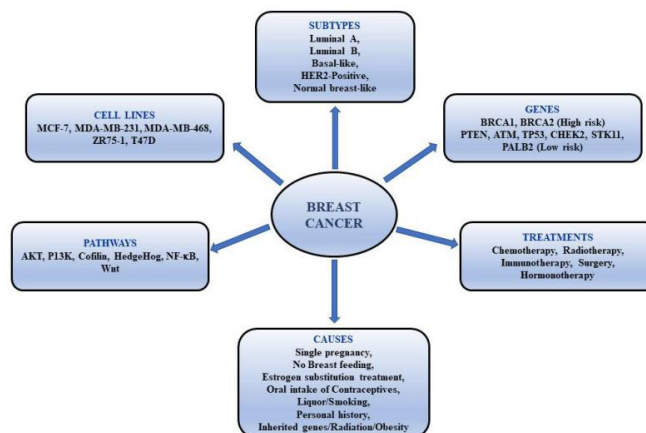 SUBTYPES
Luminal A,
Luminal B,
Basal-like,
HER2-Positive,
Normal breast-like
CELL LINES
MCF-7, MDA-MB-231, MDA-MB-468,
ZR75-1, T47D
GENES
BRCA1, BRCA2 (High risk)
PTEN, ATM, TP53, CHEK2, STK11,
PALB2 (Low risk)
BREAST
CANCER
PATHWAYS
AKT, P13K, Cofilin, HedgeHog, NF-κB,
Wnt
TREATMENTS
Chemotherapy, Radiotherapy,
Immunotherapy, Surgery,
Hormonotherapy
CAUSES
Single pregnancy,
No Breast feeding,
Estrogen substitution treatment,
Oral intake of Contraceptives,
Liquor/Smoking,
Personal history,
Inherited genes/Radiation/Obesity